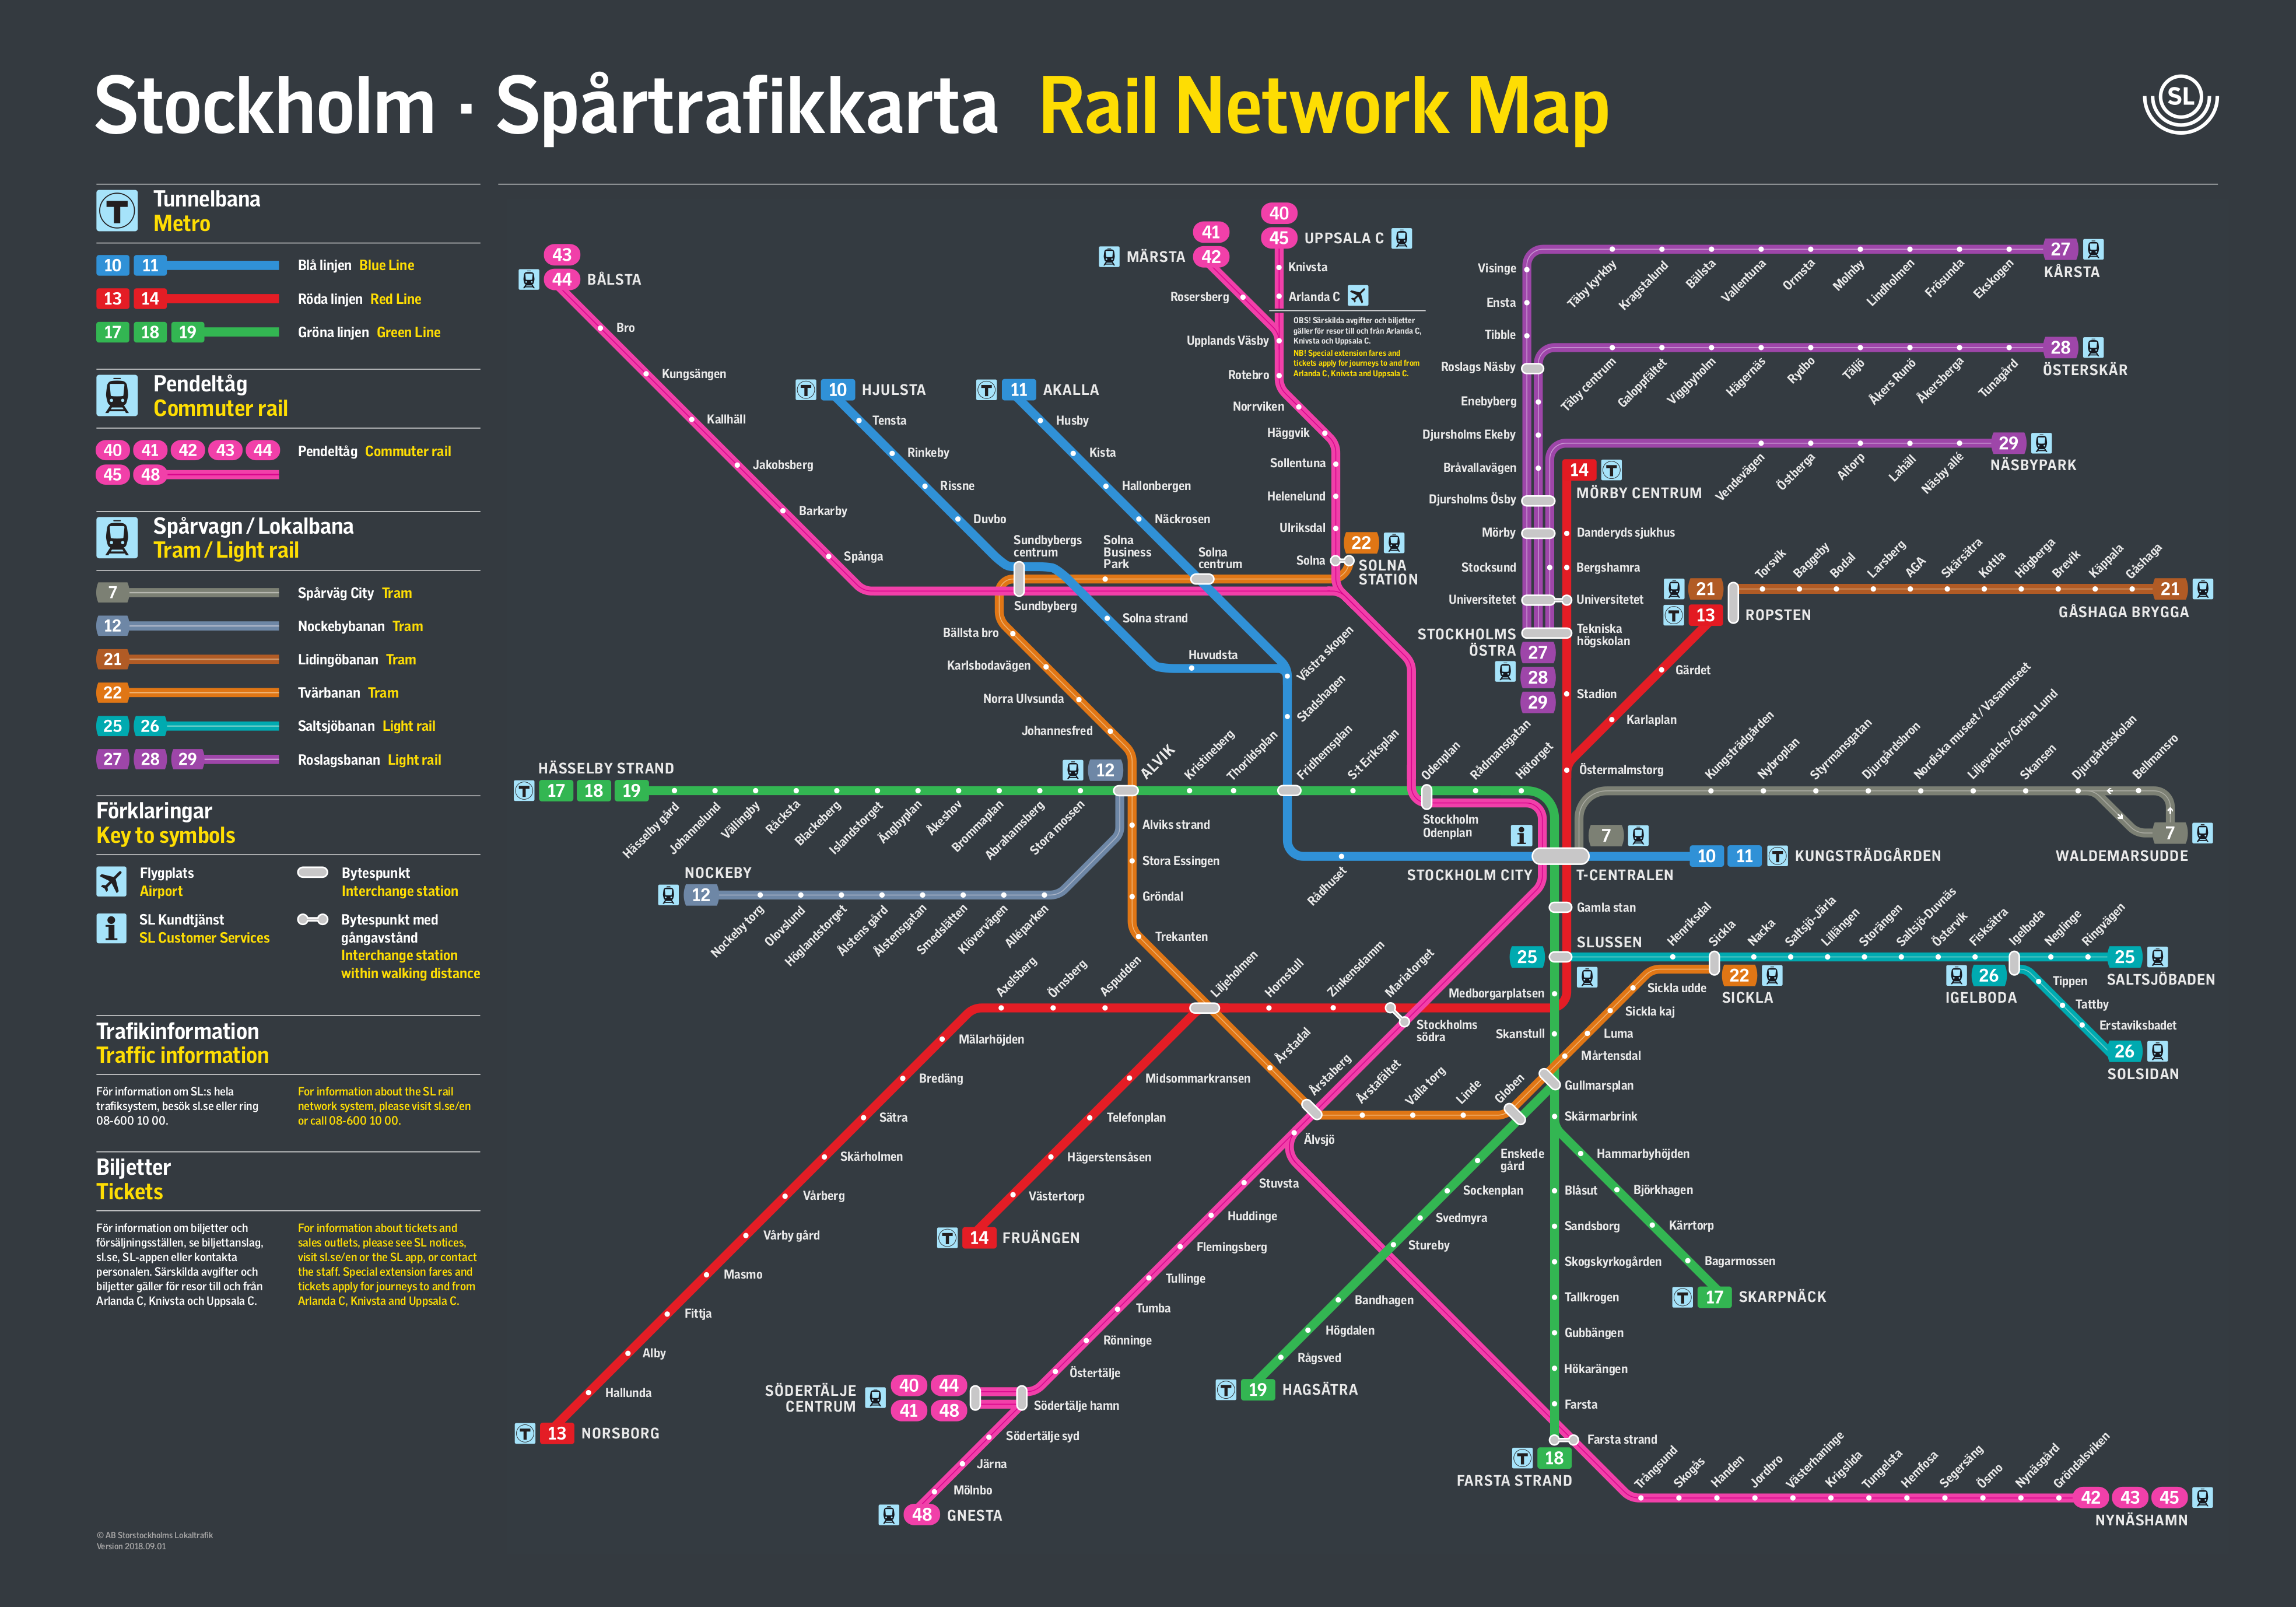 Stockholm · Spårtrafikkarta Rail Network Map
SL
Tunnelbana
Metro
10 11 Blå linjen Blue Line
13 14 Röda linjen Red Line
17 18 19 Gröna linjen Green Line
Pendeltåg
Commuter rail
40 41 42 43 44 Pendeltåg Commuter rail
45 48
Spårvagn / Lokalbana
Tram / Light rail
7 Spårväg City Tram
12 Nockebybanan Tram
21 Lidingöbanan Tram
22 Tvärbanan Tram
25 26 Saltsjöbanan Light rail
27 28 29 Roslagsbanan Light rail
Förklaringar
Key to symbols
Flygplats
Airport
Bytespunkt
Interchange station
SL Kundtjänst
SL Customer Services
Bytespunkt med
gångavstånd
Interchange station
within walking distance
Trafikinformation
Traffic information
För information om SL:s hela
trafiksystem, besök sl.se eller ring
08-600 10 00.
For information about the SL rail
network system, please visit sl.se/en
or call 08-600 10 00.
Biljetter
Tickets
För information om biljetter och
försäljningsställen, se biljettanslag,
sl.se, SL-appen eller kontakta
personalen. Särskilda avgifter och
biljetter gäller för resor till och från
Arlanda C, Knivsta och Uppsala C.
For information about tickets and
sales outlets, please see SL notices,
visit sl.se/en or the SL app, or contact
the staff. Special extension fares and
tickets apply for journeys to and from
Arlanda C, Knivsta and Uppsala C.
© AB Storstockholms Lokaltrafik
Version 2018.09.01
43
44 BÅLSTA
Bro
Kungsängen
Kallhäll
Jakobsberg
Barkarby
Spånga
T 10 HJULSTA
Tensta
Rinkeby
Rissne
Duvbo
Sundbybergs
centrum
Sundbyberg
Solna strand
Huvudsta
T 11 AKALLA
Husby
Kista
Hallonbergen
Näckrosen
Solna
centrum
Solna
Business
Park
Västra skogen
Stadshagen
41
MÄRSTA 42
Rosersberg
40
45 UPPSALA C
Knivsta
Arlanda C
OBS! Särskilda avgifter och biljetter
gäller för resor till och från Arlanda C,
Knivsta och Uppsala C.
NB! Special extension fares and
tickets apply for journeys to and from
Arlanda C, Knivsta and Uppsala C.
Upplands Väsby
Rotebro
Norrviken
Häggvik
Sollentuna
Helenelund
Ulriksdal
Solna
22
SOLNA
STATION
Bällsta bro
Karlsbodavägen
Norra Ulvsunda
Johannesfred
Visinge
Ensta
Tibble
Roslags Näsby
Enebyberg
Djursholms Ekeby
Bråvallavägen
Djursholms Ösby
Mörby
Stocksund
Universitetet
STOCKHOLMS
ÖSTRA
27
28
29
Täby kyrkby
Kragstalund
Bällsta
Vallentuna
Ormsta
Molnby
Lindholmen
Frösunda
Ekskogen
27
KÅRSTA
Täby centrum
Galoppfältet
Viggbyholm
Hägernäs
Rydbo
Täljö
Åkers Runö
Åkersberga
Tunagård
28
ÖSTERSKÄR
Vendevägen
Östberga
Altorp
Lahäll
Näsby allé
29
NÄSBYPARK
14 T
MÖRBY CENTRUM
Danderyds sjukhus
Bergshamra
Universitetet
Tekniska
högskolan
Stadion
Östermalmstorg
21
T 13 ROPSTEN
Gärdet
Karlaplan
Torsvik
Baggeby
Bodal
Larsberg
AGA
Skärsätra
Kottla
Högberga
Brevik
Käppala
Gåshaga
21
GÅSHAGA BRYGGA
HÄSSELBY STRAND
T 17 18 19
Hässelby gård
Johannelund
Vällingby
Råcksta
Blackeberg
Islandstorget
Ängbyplan
Åkeshov
Brommaplan
Abrahamsberg
Stora mossen
12
ALVIK
Kristineberg
Thorildsplan
Fridhemsplan
S:t Eriksplan
Odenplan
Rådmansgatan
Hötorget
Stockholm
Odenplan
Rådhuset
STOCKHOLM CITY
T-CENTRALEN
7
Kungsträdgården
Nybroplan
Styrmansgatan
Djurgårdsbron
Nordiska museet / Vasamuseet
Liljevalchs / Gröna Lund
Skansen
Djurgårdsskolan
Bellmansro
7
WALDEMARSUDDE
10 11 T KUNGSTRÄDGÅRDEN
NOCKEBY
12
Nockeby torg
Olovslund
Höglandstorget
Ålstens gård
Ålstensgatan
Smedslätten
Klövervägen
Alléparken
Alviks strand
Stora Essingen
Gröndal
Trekanten
Gamla stan
25 SLUSSEN
Henriksdal
Sickla
Nacka
Saltsjö-Järla
Lillängen
Storängen
Saltsjö-Duvnäs
Östervik
Fisksätra
Igelboda
Neglinge
Ringvägen
25
SALTSJÖBADEN
22
SICKLA
26
IGELBODA
Tippen
Tattby
Erstaviksbadet
26
SOLSIDAN
Axelsberg
Örnsberg
Aspudden
Liljeholmen
Hornstull
Zinkensdamm
Mariatorget
Stockholms
södra
Medborgarplatsen
Skanstull
Sickla udde
Sickla kaj
Luma
Mårtensdal
Gullmarsplan
Årstadal
Årstaberg
Årstafältet
Valla torg
Linde
Globen
Skärmarbrink
Mälarhöjden
Bredäng
Sätra
Skärholmen
Vårberg
Vårby gård
Masmo
Fittja
Alby
Hallunda
T 13 NORSBORG
Midsommarkransen
Telefonplan
Hägerstensåsen
Västertorp
T 14 FRUÄNGEN
Älvsjö
Stuvsta
Huddinge
Flemingsberg
Tullinge
Tumba
Rönninge
Östertälje
SÖDERTÄLJE
CENTRUM
40 44
41 48
Södertälje hamn
Södertälje syd
Järna
Mölnbo
48 GNESTA
Enskede
gård
Sockenplan
Svedmyra
Stureby
Bandhagen
Högdalen
Rågsved
T 19 HAGSÄTRA
Hammarbyhöjden
Björkhagen
Kärrtorp
Bagarmossen
T 17 SKARPNÄCK
Blåsut
Sandsborg
Skogskyrkogården
Tallkrogen
Gubbängen
Hökarängen
Farsta
Farsta strand
T 18
FARSTA STRAND
Trångsund
Skogås
Handen
Jordbro
Västerhaninge
Krigslida
Tungelsta
Hemfosa
Segersäng
Ösmo
Nynäsgård
Gröndalsviken
42 43 45
NYNÄSHAMN